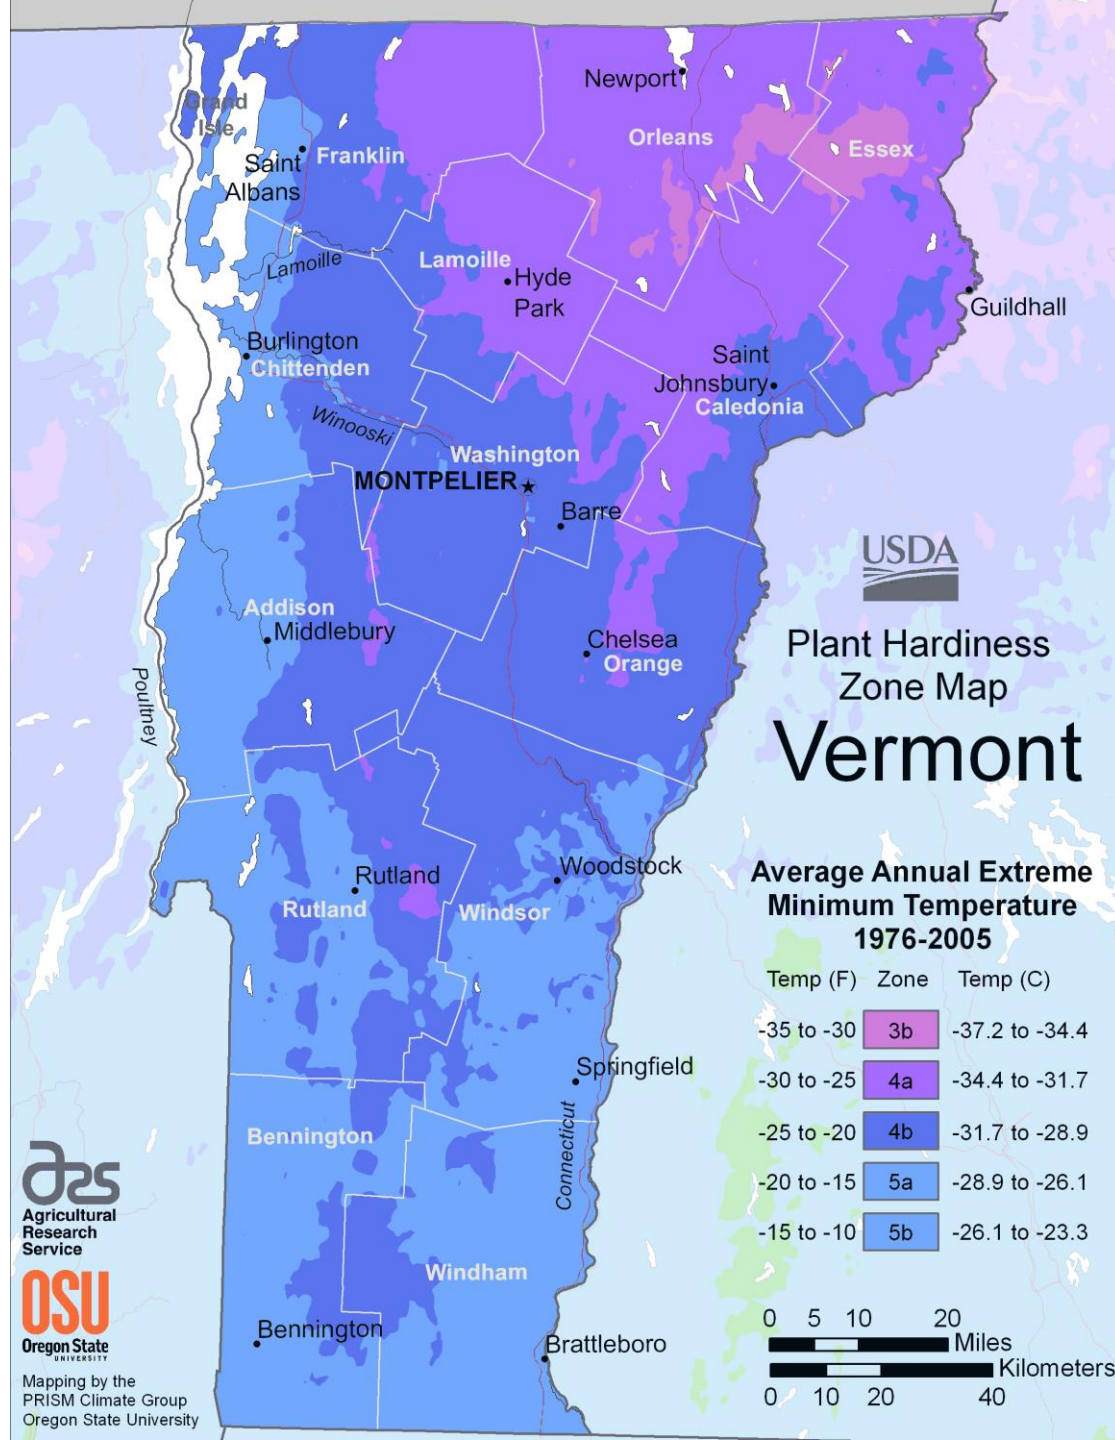 Newport
Grand
Isle
Orleans
Essex
Franklin
Saint
Albans
Lamoille
Lamoille
Hyde
Park
Guildhall
Burlington
Chittenden
Saint
Johnsbury
Caledonia
Winooski
Washington
MONTPELIER
Barre
USDA
Addison
Middlebury
Chelsea
Orange
Plant Hardiness
Zone Map
Vermont
Poultney
Woodstock
Rutland
Rutland
Windsor
Average Annual Extreme
Minimum Temperature
1976-2005
Temp (F) Zone Temp (C)
-35 to -30 3b -37.2 to -34.4
-30 to -25 4a -34.4 to -31.7
-25 to -20 4b -31.7 to -28.9
-20 to -15 5a -28.9 to -26.1
-15 to -10 5b -26.1 to -23.3
Springfield
Connecticut
Bennington
Windham
Bennington
Brattleboro
ars
Agricultural
Research
Service
OSU
Oregon State
UNIVERSITY
Mapping by the
PRISM Climate Group
Oregon State University
0 5 10 20
Miles
Kilometers
0 10 20 40